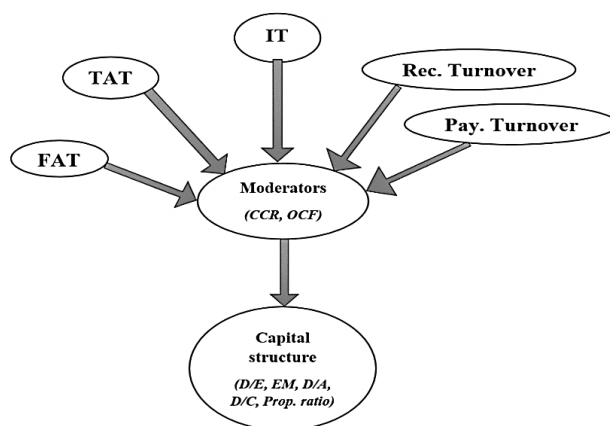 IT
TAT
Rec. Turnover
Pay. Turnover
FAT
Moderators
(CCR, OCF)
Capital
structure
(D/E, EM, D/A,
D/C, Prop. ratio)